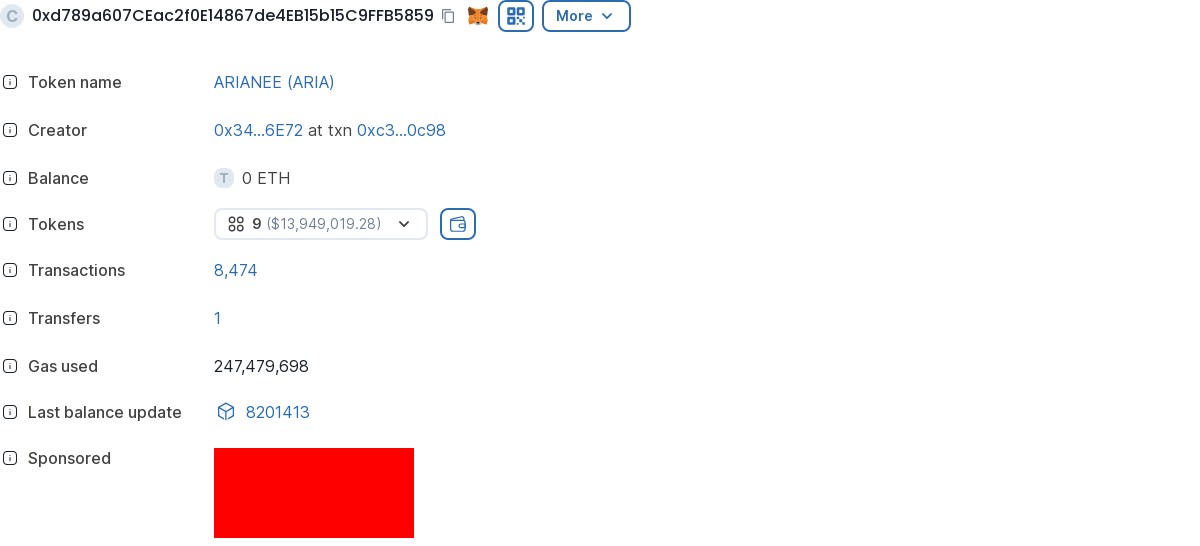 C 0xd789a607CEac2f0E14867de4EB15b15C9FFB5859 More
Token name ARIANEE (ARIA)
Creator 0x34...6E72 at txn 0xc3...0c98
Balance T 0 ETH
Tokens 9 ($13,949,019.28)
Transactions 8,474
Transfers 1
Gas used 247,479,698
Last balance update 8201413
Sponsored